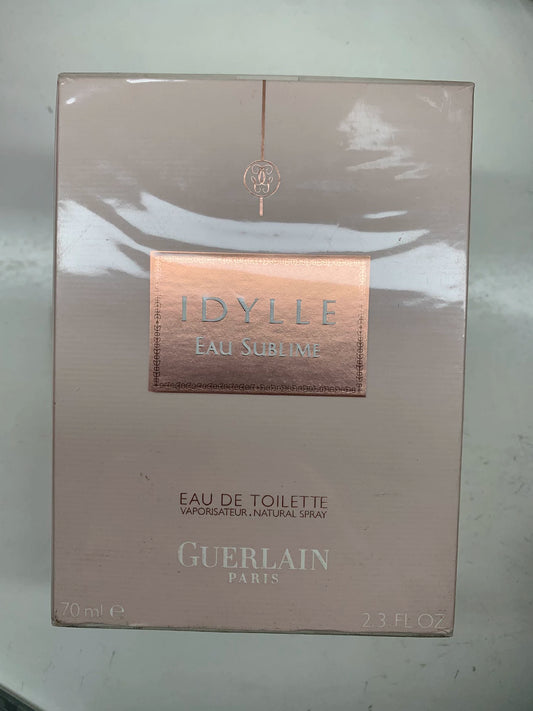 IDYLLE
EAU SUBLIME
EAU DE TOILETTE
VAPORISATEUR . NATURAL SPRAY
GUERLAIN
PARIS
70 ml ℮ 2.3 FL OZ